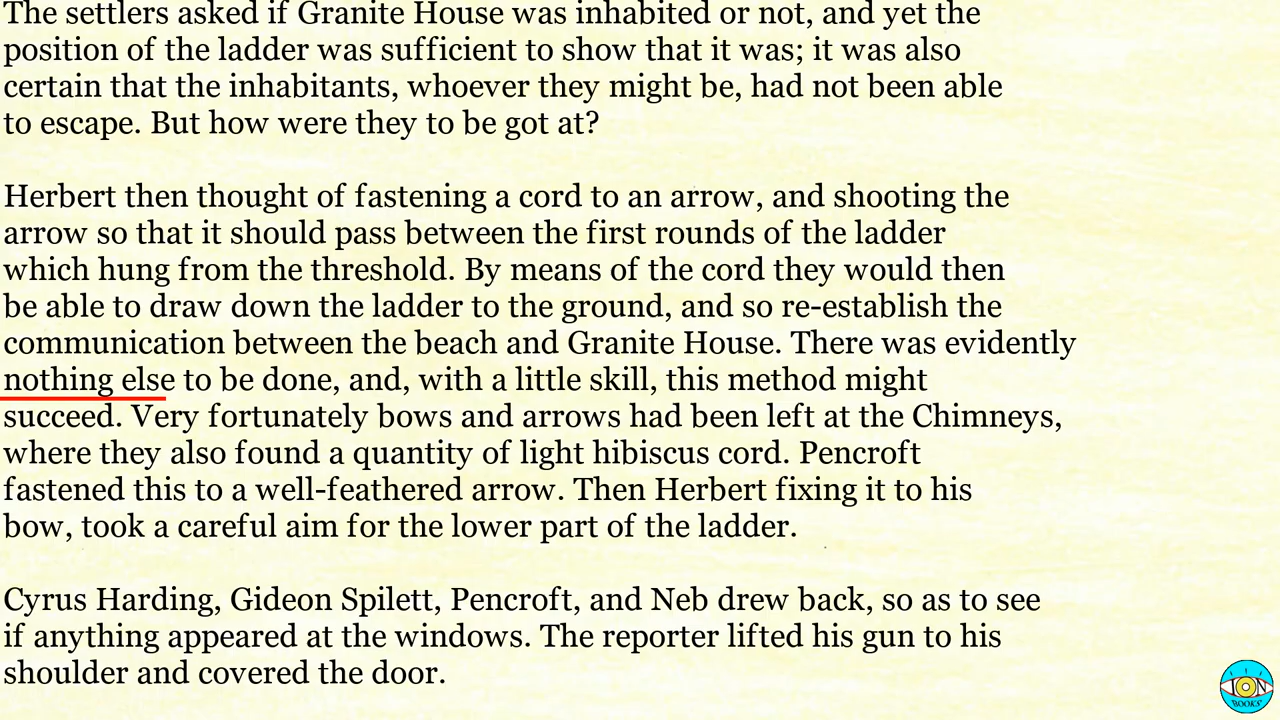 The settlers asked if Granite House was inhabited or not, and yet the
position of the ladder was sufficient to show that it was; it was also
certain that the inhabitants, whoever they might be, had not been able
to escape. But how were they to be got at?
Herbert then thought of fastening a cord to an arrow, and shooting the
arrow so that it should pass between the first rounds of the ladder
which hung from the threshold. By means of the cord they would then
be able to draw down the ladder to the ground, and so re-establish the
communication between the beach and Granite House. There was evidently
nothing else to be done, and, with a little skill, this method might
succeed. Very fortunately bows and arrows had been left at the Chimneys,
where they also found a quantity of light hibiscus cord. Pencroft
fastened this to a well-feathered arrow. Then Herbert fixing it to his
bow, took a careful aim for the lower part of the ladder.
Cyrus Harding, Gideon Spilett, Pencroft, and Neb drew back, so as to see
if anything appeared at the windows. The reporter lifted his gun to his
shoulder and covered the door.
ION
BOOKS